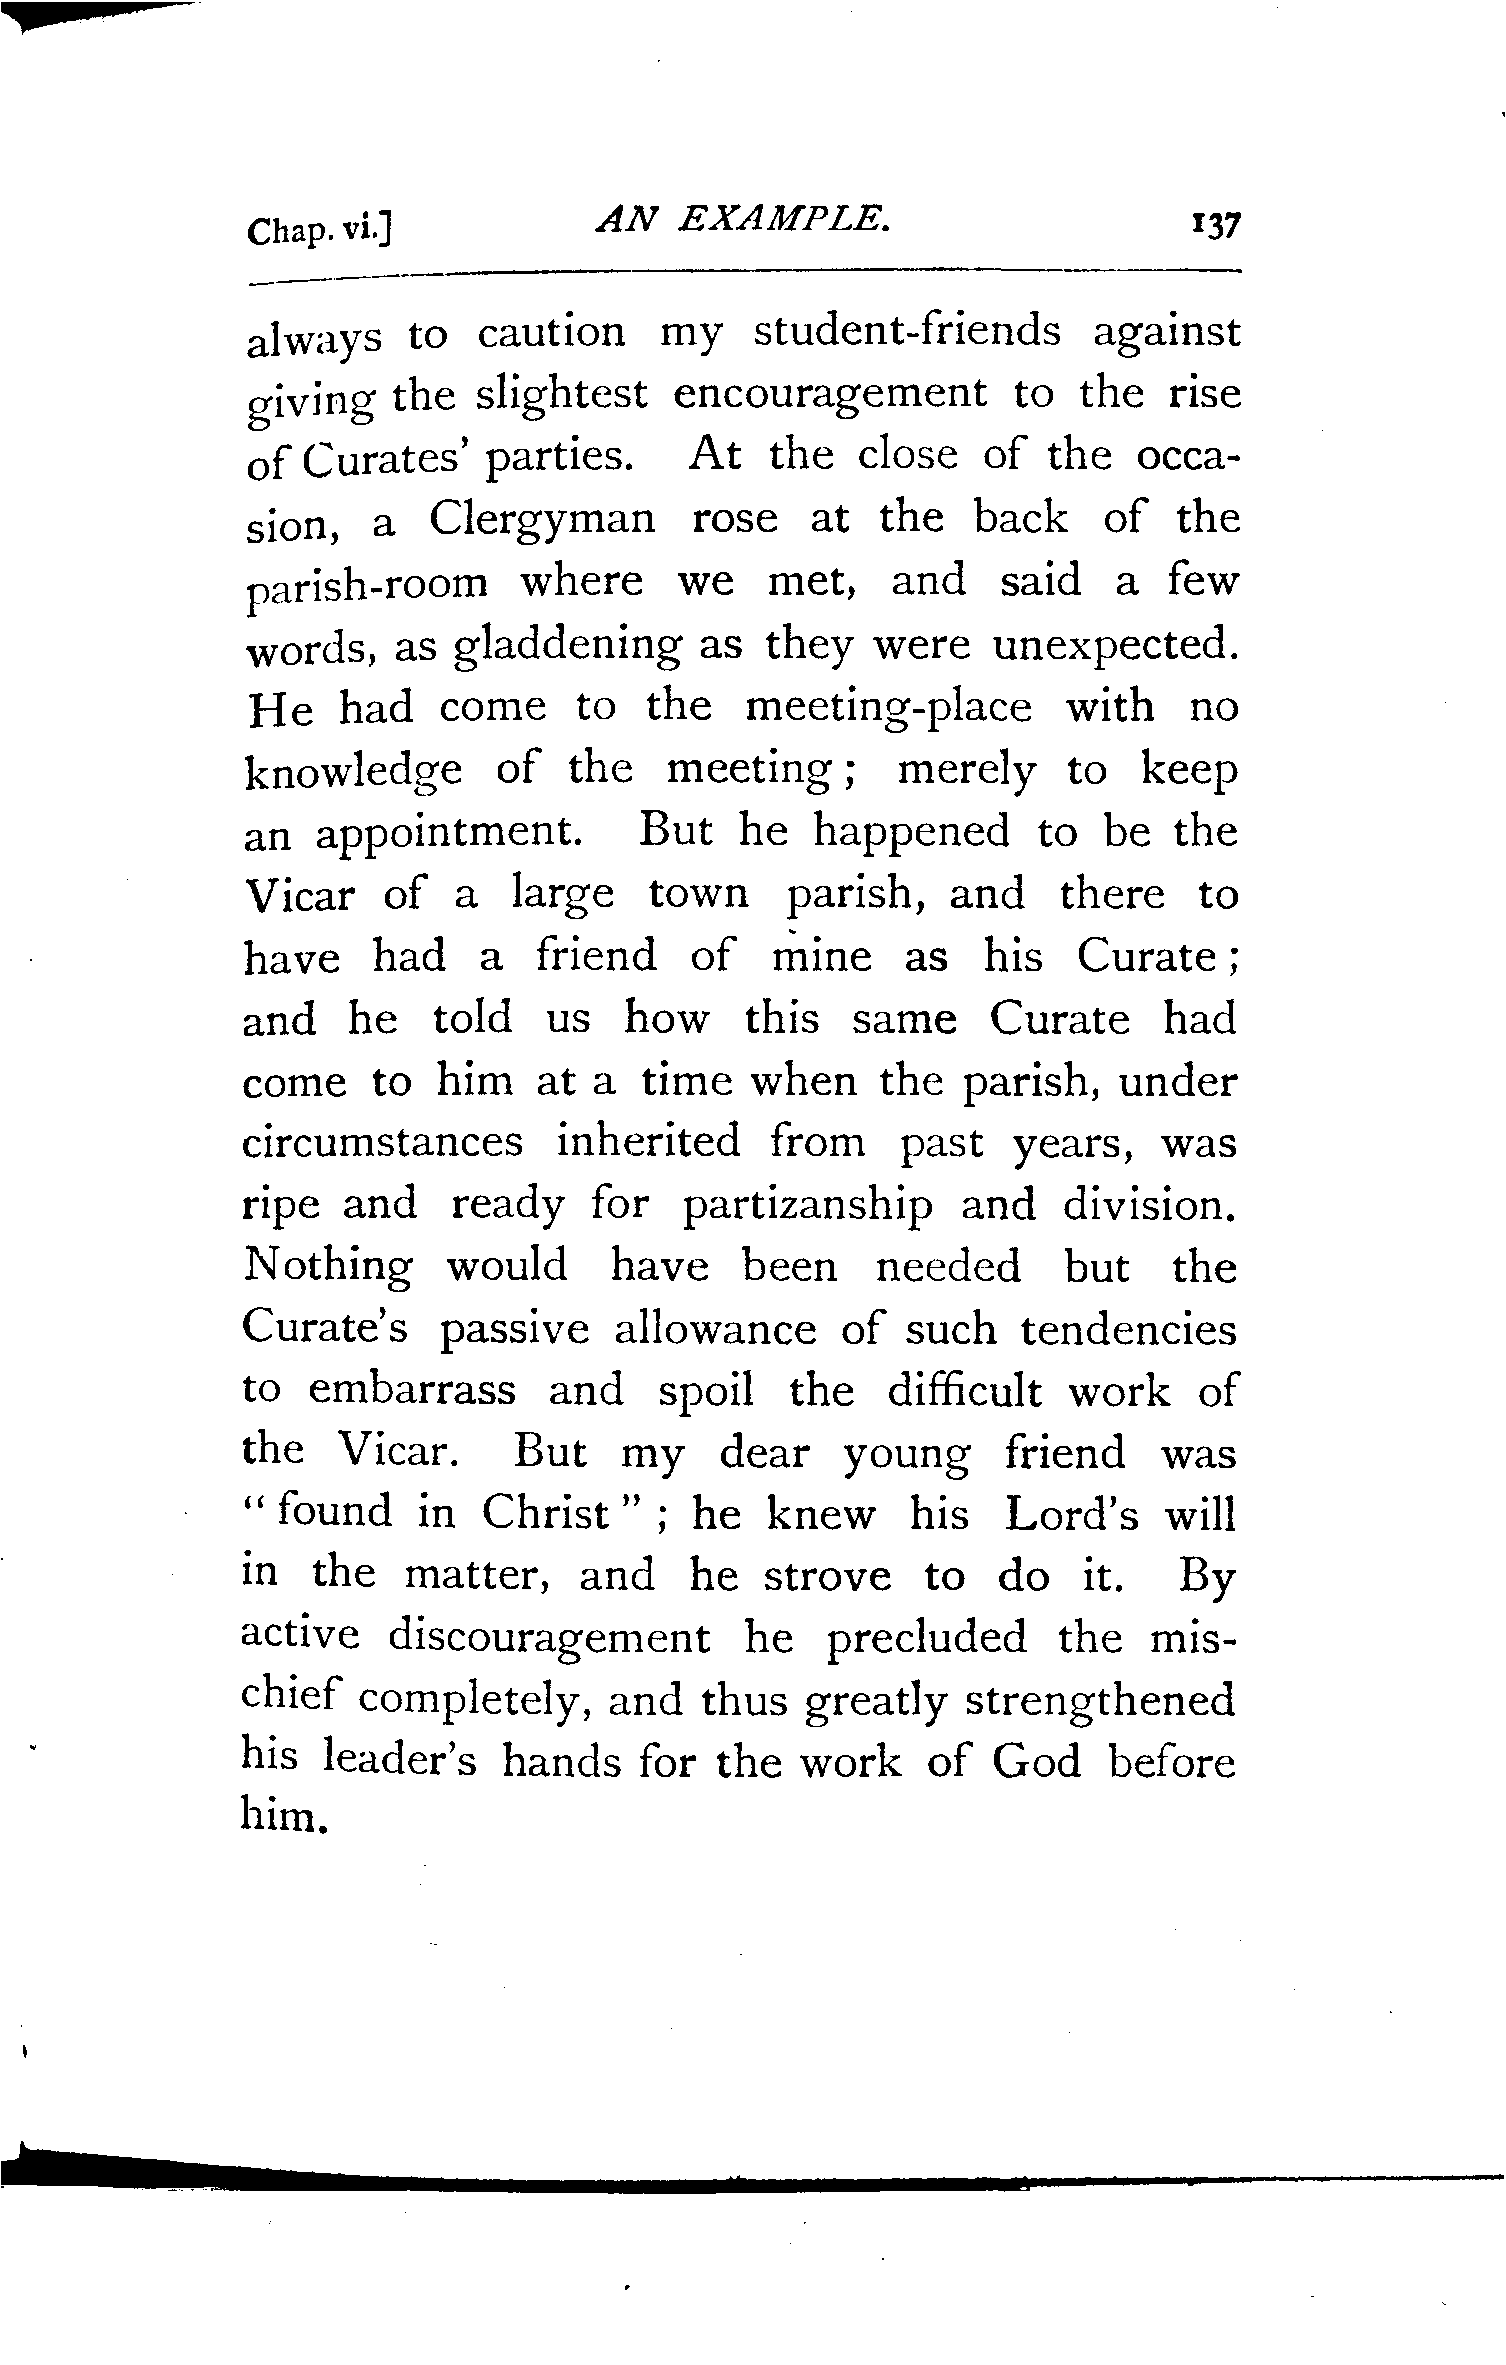 Chap. vi.] AN EXAMPLE. 137
always to caution my student-friends against
giving the slightest encouragement to the rise
of Curates' parties. At the close of the occa-
sion, a Clergyman rose at the back of the
parish-room where we met, and said a few
words, as gladdening as they were unexpected.
He had come to the meeting-place with no
knowledge of the meeting; merely to keep
an appointment. But he happened to be the
Vicar of a large town parish, and there to
have had a friend of mine as his Curate;
and he told us how this same Curate had
come to him at a time when the parish, under
circumstances inherited from past years, was
ripe and ready for partizanship and division.
Nothing would have been needed but the
Curate's passive allowance of such tendencies
to embarrass and spoil the difficult work of
the Vicar. But my dear young friend was
"found in Christ"; he knew his Lord's will
in the matter, and he strove to do it. By
active discouragement he precluded the mis-
chief completely, and thus greatly strengthened
his leader's hands for the work of God before
him.